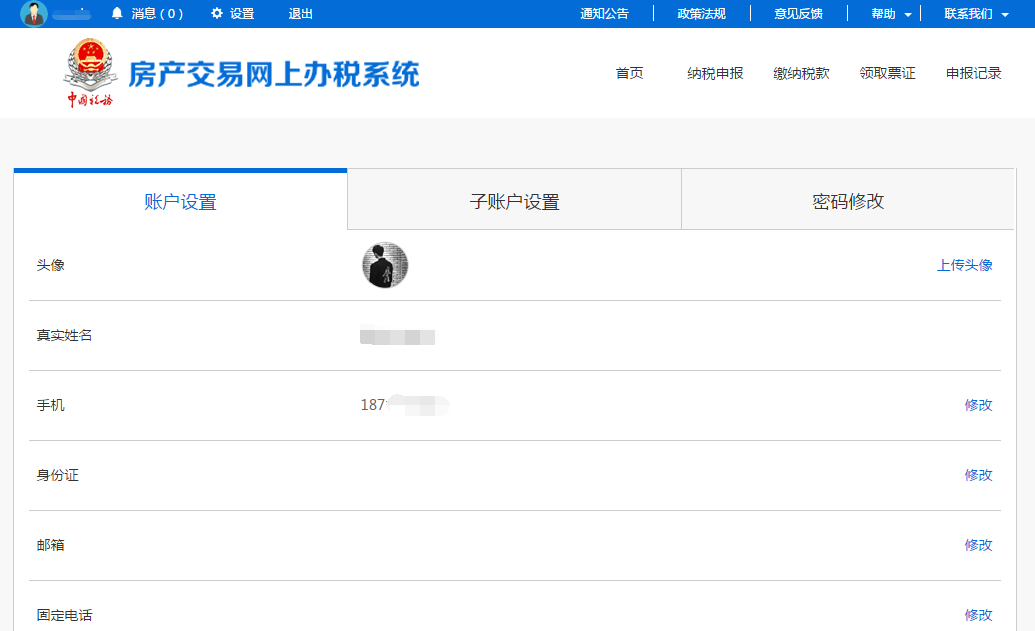 消息 ( 0 ) 设置 退出 通知公告 政策法规 意见反馈 帮助 联系我们
中国税务
房产交易网上办税系统 首页 纳税申报 缴纳税款 领取票证 申报记录
账户设置 子账户设置 密码修改
头像 上传头像
真实姓名
手机 187 修改
身份证 修改
邮箱 修改
固定电话 修改